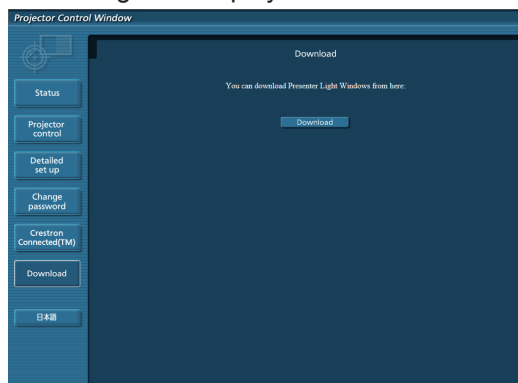 Projector Control Window
Download
You can download Presenter Light Windows from here:
Download
Status
Projector
control
Detailed
set up
Change
password
Crestron
Connected(TM)
Download
日本語